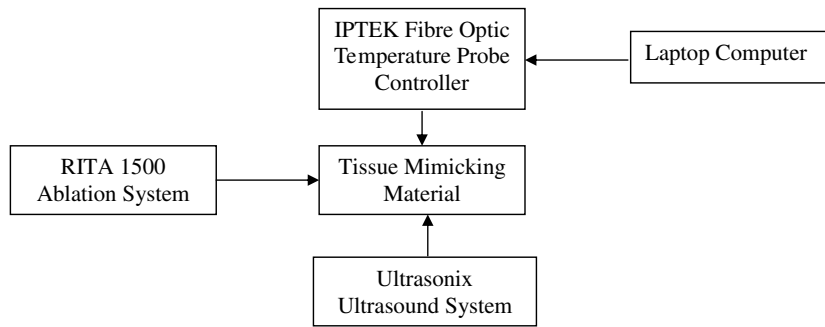 IPTEK Fibre Optic
Temperature Probe
Controller
Laptop Computer
RITA 1500
Ablation System
Tissue Mimicking
Material
Ultrasonix
Ultrasound System